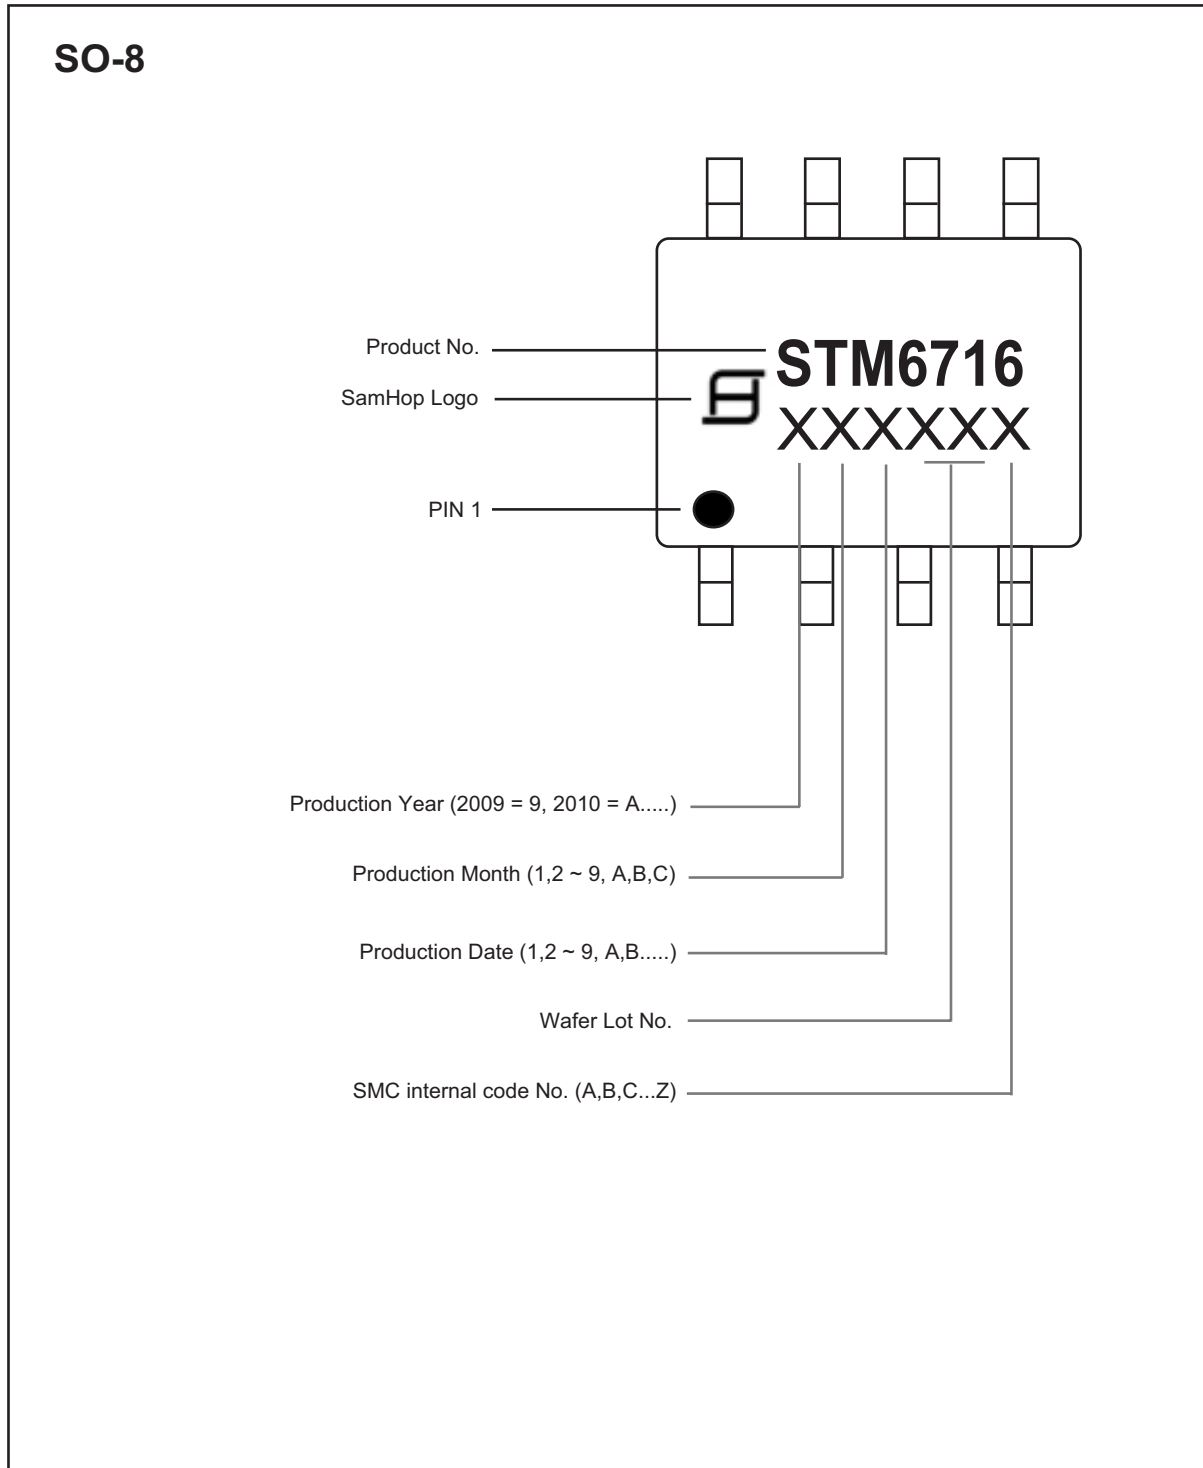 SO-8
Product No.
STM6716
SamHop Logo
XXXXXX
PIN 1
Production Year (2009 = 9, 2010 = A.....)
Production Month (1,2 ~ 9, A,B,C)
Production Date (1,2 ~ 9, A,B.....)
Wafer Lot No.
SMC internal code No. (A,B,C...Z)